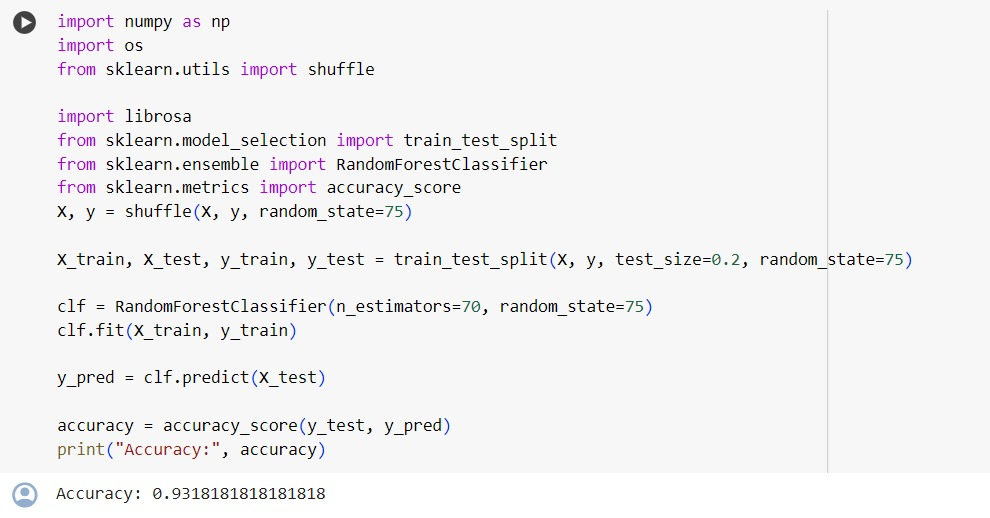 import numpy as np
import os
from sklearn.utils import shuffle
import librosa
from sklearn.model_selection import train_test_split
from sklearn.ensemble import RandomForestClassifier
from sklearn.metrics import accuracy_score
X, y = shuffle(X, y, random_state=75)
X_train, X_test, y_train, y_test = train_test_split(X, y, test_size=0.2, random_state=75)
clf = RandomForestClassifier(n_estimators=70, random_state=75)
clf.fit(X_train, y_train)
y_pred = clf.predict(X_test)
accuracy = accuracy_score(y_test, y_pred)
print("Accuracy:", accuracy)
Accuracy: 0.9318181818181818